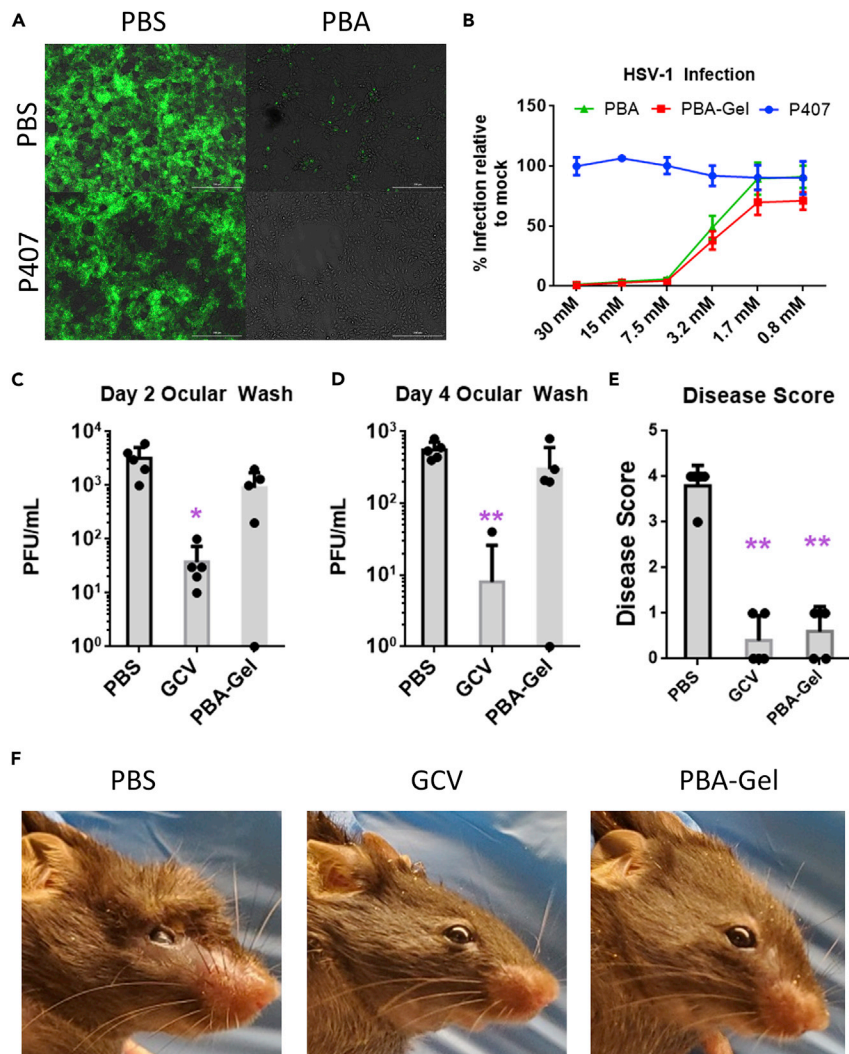 A
PBS
PBA
PBS
P407
B
HSV-1 Infection
PBA
PBA-Gel
P407
% Infection relative
to mock
150
100
50
0
30 mM
15 mM
7.5 mM
3.2 mM
1.7 mM
0.8 mM
C
Day 2 Ocular Wash
PFU/mL
10⁴
10³
10²
10¹
10⁰
*
PBS
GCV
PBA-Gel
D
Day 4 Ocular Wash
PFU/mL
10³
10²
10¹
10⁰
**
PBS
GCV
PBA-Gel
E
Disease Score
Disease Score
5
4
3
2
1
0
**
**
PBS
GCV
PBA-Gel
F
PBS
GCV
PBA-Gel